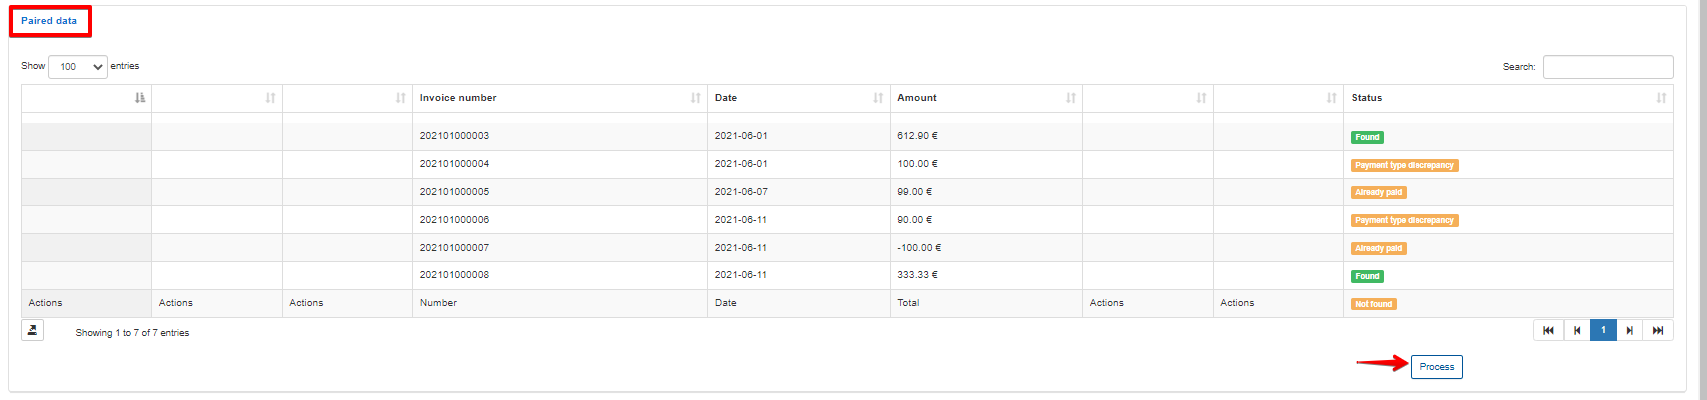 Paired data
Show 100 entries Search:
Invoice number Date Amount Status
202101000003 2021-06-01 612.90 € Found
202101000004 2021-06-01 100.00 € Payment type discrepancy
202101000005 2021-06-07 99.00 € Already paid
202101000006 2021-06-11 90.00 € Payment type discrepancy
202101000007 2021-06-11 -100.00 € Already paid
202101000008 2021-06-11 333.33 € Found
Actions Actions Actions Number Date Total Actions Actions Not found
Showing 1 to 7 of 7 entries 1
Process